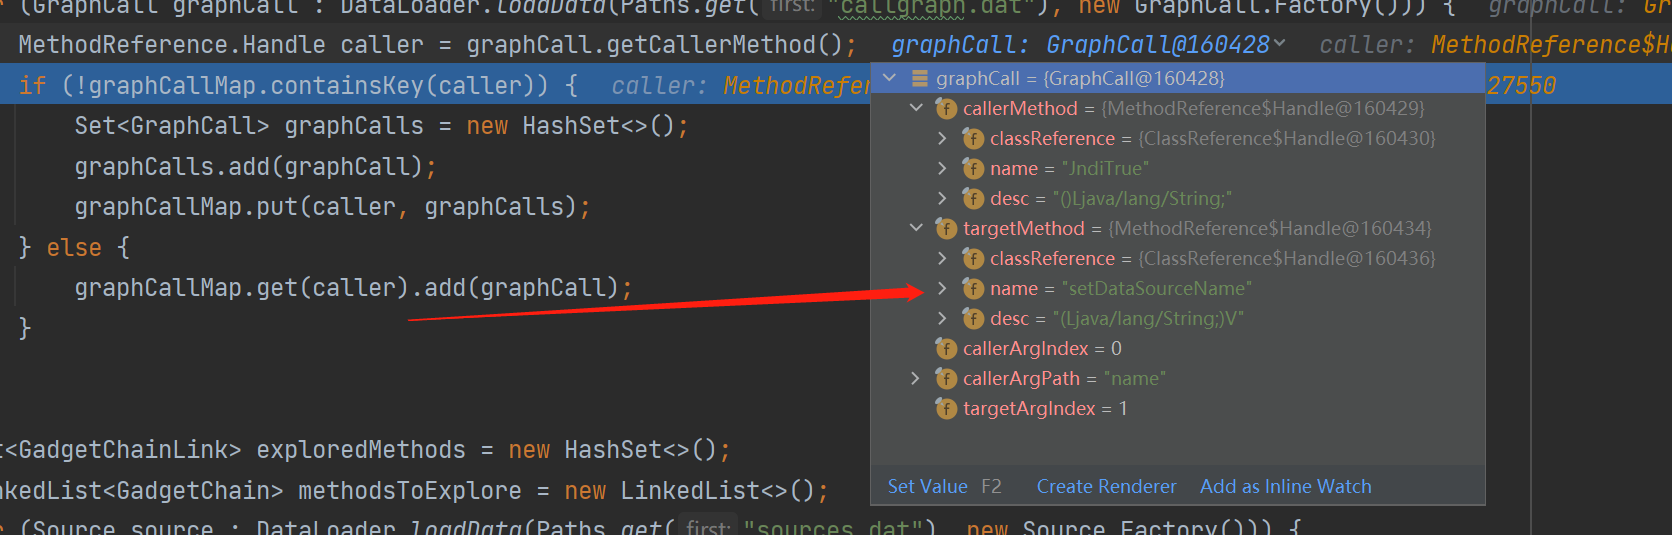 (GraphCall graphCall : DataLoader.loadData(Paths.get( first: "callgraph.dat"), new GraphCall.Factory())) { graphCall:
MethodReference.Handle caller = graphCall.getCallerMethod(); graphCall: GraphCall@160428 caller: MethodReference$
if (!graphCallMap.containsKey(caller)) { caller: 27550
Set<GraphCall> graphCalls = new HashSet<>();
graphCalls.add(graphCall);
graphCallMap.put(caller, graphCalls);
} else {
graphCallMap.get(caller).add(graphCall);
}
<GadgetChainLink> exploredMethods = new HashSet<>();
<GadgetChain> methodsToExplore = new LinkedList<>();
(Source source : DataLoader.loadData(Paths.get( first: "sources.dat"), new Source.Factory())) {
graphCall = {GraphCall@160428}
callerMethod = {MethodReference$Handle@160429}
classReference = {ClassReference$Handle@160430}
name = "JndiTrue"
desc = "()Ljava/lang/String;"
targetMethod = {MethodReference$Handle@160434}
classReference = {ClassReference$Handle@160436}
name = "setDataSourceName"
desc = "(Ljava/lang/String;)V"
callerArgIndex = 0
callerArgPath = "name"
targetArgIndex = 1
Set Value F2 Create Renderer Add as Inline Watch